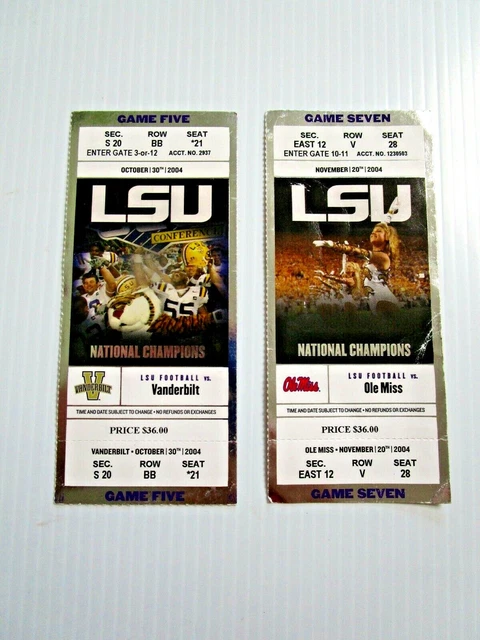 GAME FIVE
SEC. ROW SEAT
S 20 BB *21
ENTER GATE 3-or-12 ACCT. NO. 2937
OCTOBER|30TH|2004
LSU
CONFERENCE
55
NATIONAL CHAMPIONS
V
VANDERBILT
LSU FOOTBALL vs.
Vanderbilt
TIME AND DATE SUBJECT TO CHANGE • NO REFUNDS OR EXCHANGES
PRICE $36.00
VANDERBILT • OCTOBER|30TH|2004
SEC. ROW SEAT
S 20 BB *21
GAME FIVE
GAME SEVEN
SEC. ROW SEAT
EAST 12 V 28
ENTER GATE 10-11 ACCT. NO. 1230503
NOVEMBER|20TH|2004
LSU
NATIONAL CHAMPIONS
Ole Miss
LSU FOOTBALL vs.
Ole Miss
TIME AND DATE SUBJECT TO CHANGE • NO REFUNDS OR EXCHANGES
PRICE $36.00
OLE MISS • NOVEMBER|20TH|2004
SEC. ROW SEAT
EAST 12 V 28
GAME SEVEN